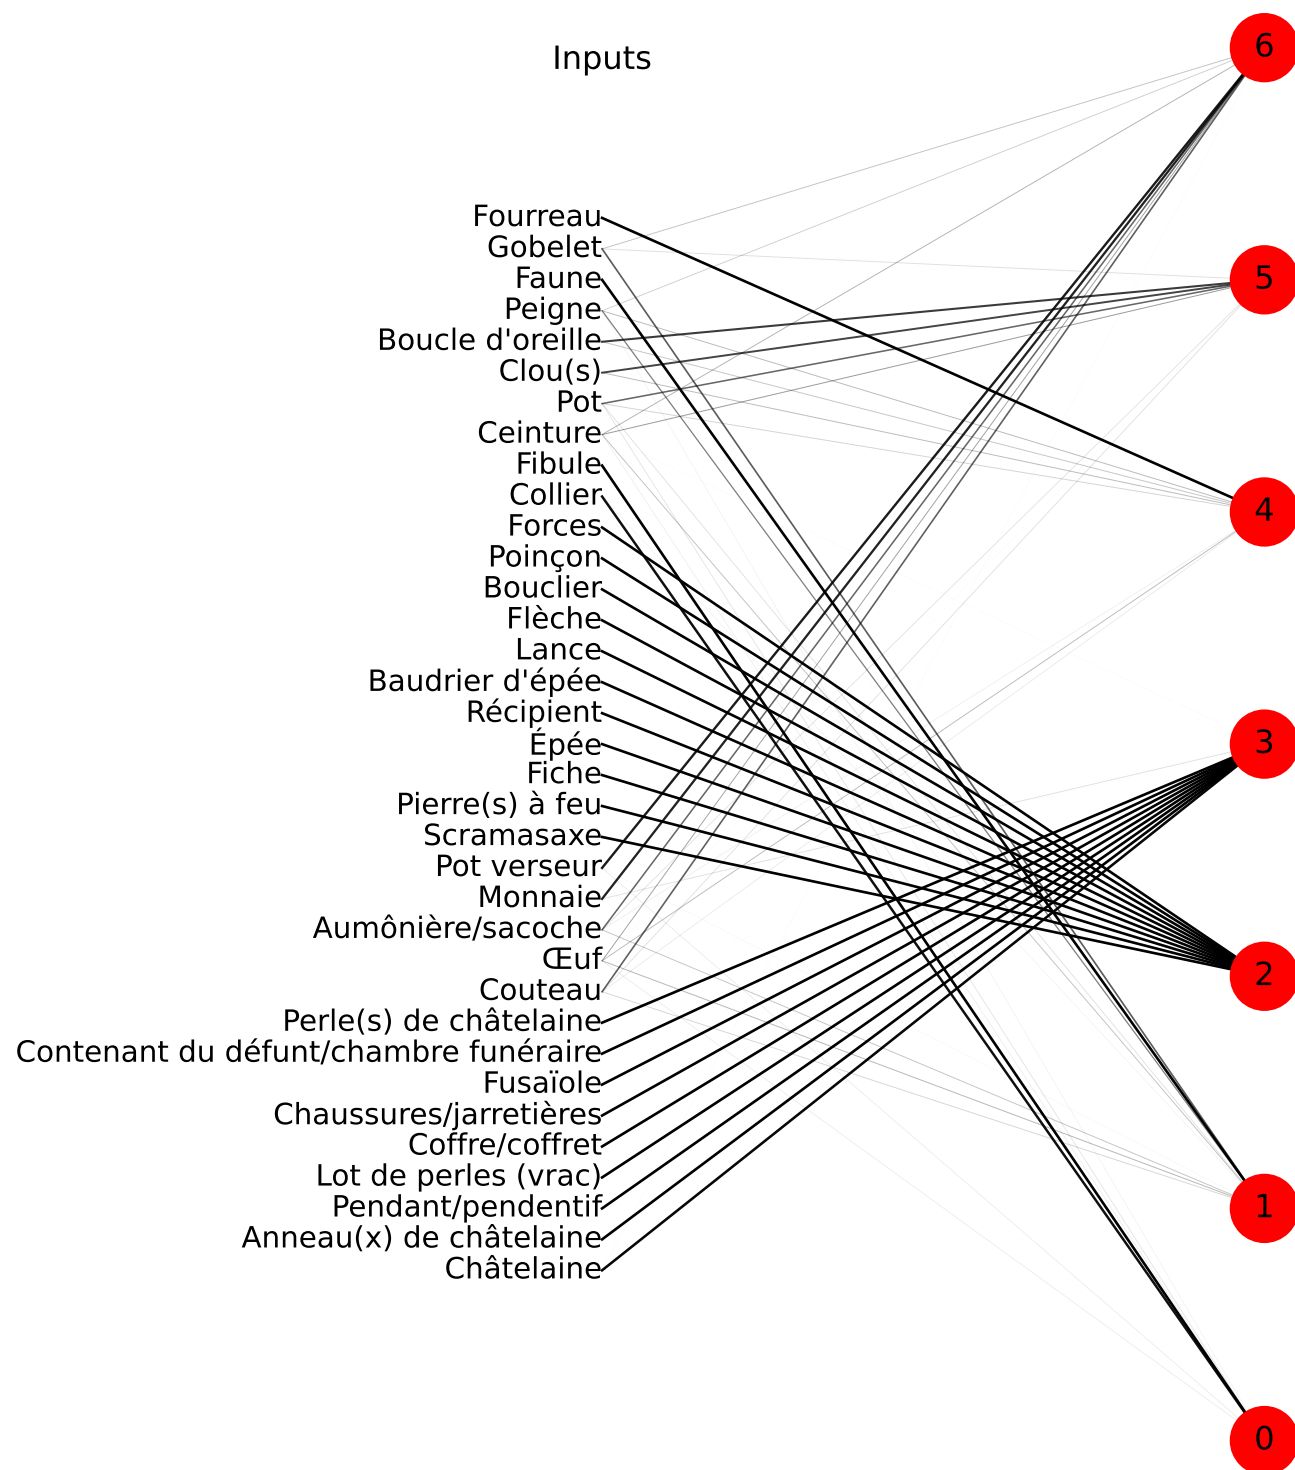 6
Inputs
Fourreau
Gobelet
5
Faune
Peigne
Boucle d'oreille
Clou(s)
Pot
Ceinture
Fibule
Collier
4
Forces
Poinçon
Bouclier
Flèche
Lance
Baudrier d'épée
Récipient
3
Épée
Fiche
Pierre(s) à feu
Scramasaxe
Pot verseur
Monnaie
Aumônière/sacoche
Œuf
2
Couteau
Perle(s) de châtelaine
Contenant du défunt/chambre funéraire
Fusaïole
Chaussures/jarretières
Coffre/coffret
Lot de perles (vrac)
1
Pendant/pendentif
Anneau(x) de châtelaine
Châtelaine
0